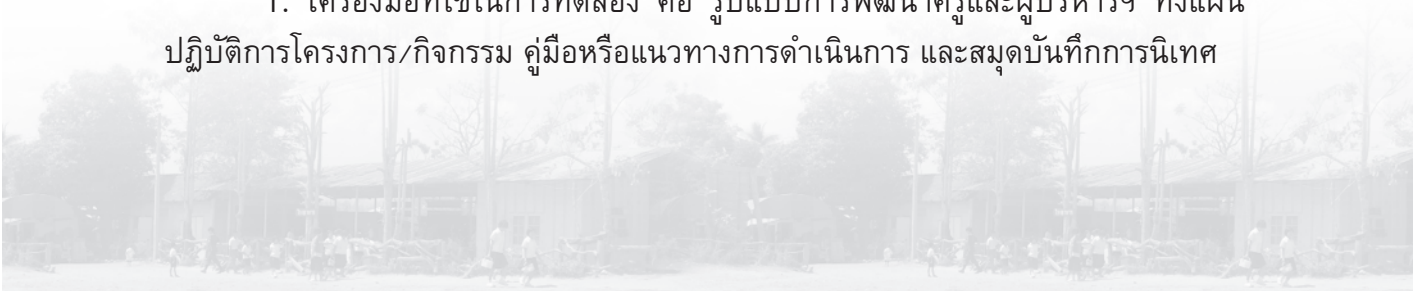 1. เครื่องมือที่ใช้ในการทดลอง คือ รูปแบบการพัฒนาครูและผู้บริหารฯ ทั้งแผน
ปฏิบัติการโครงการ/กิจกรรม คู่มือหรือแนวทางการดำเนินการ และสมุดบันทึกการนิเทศ